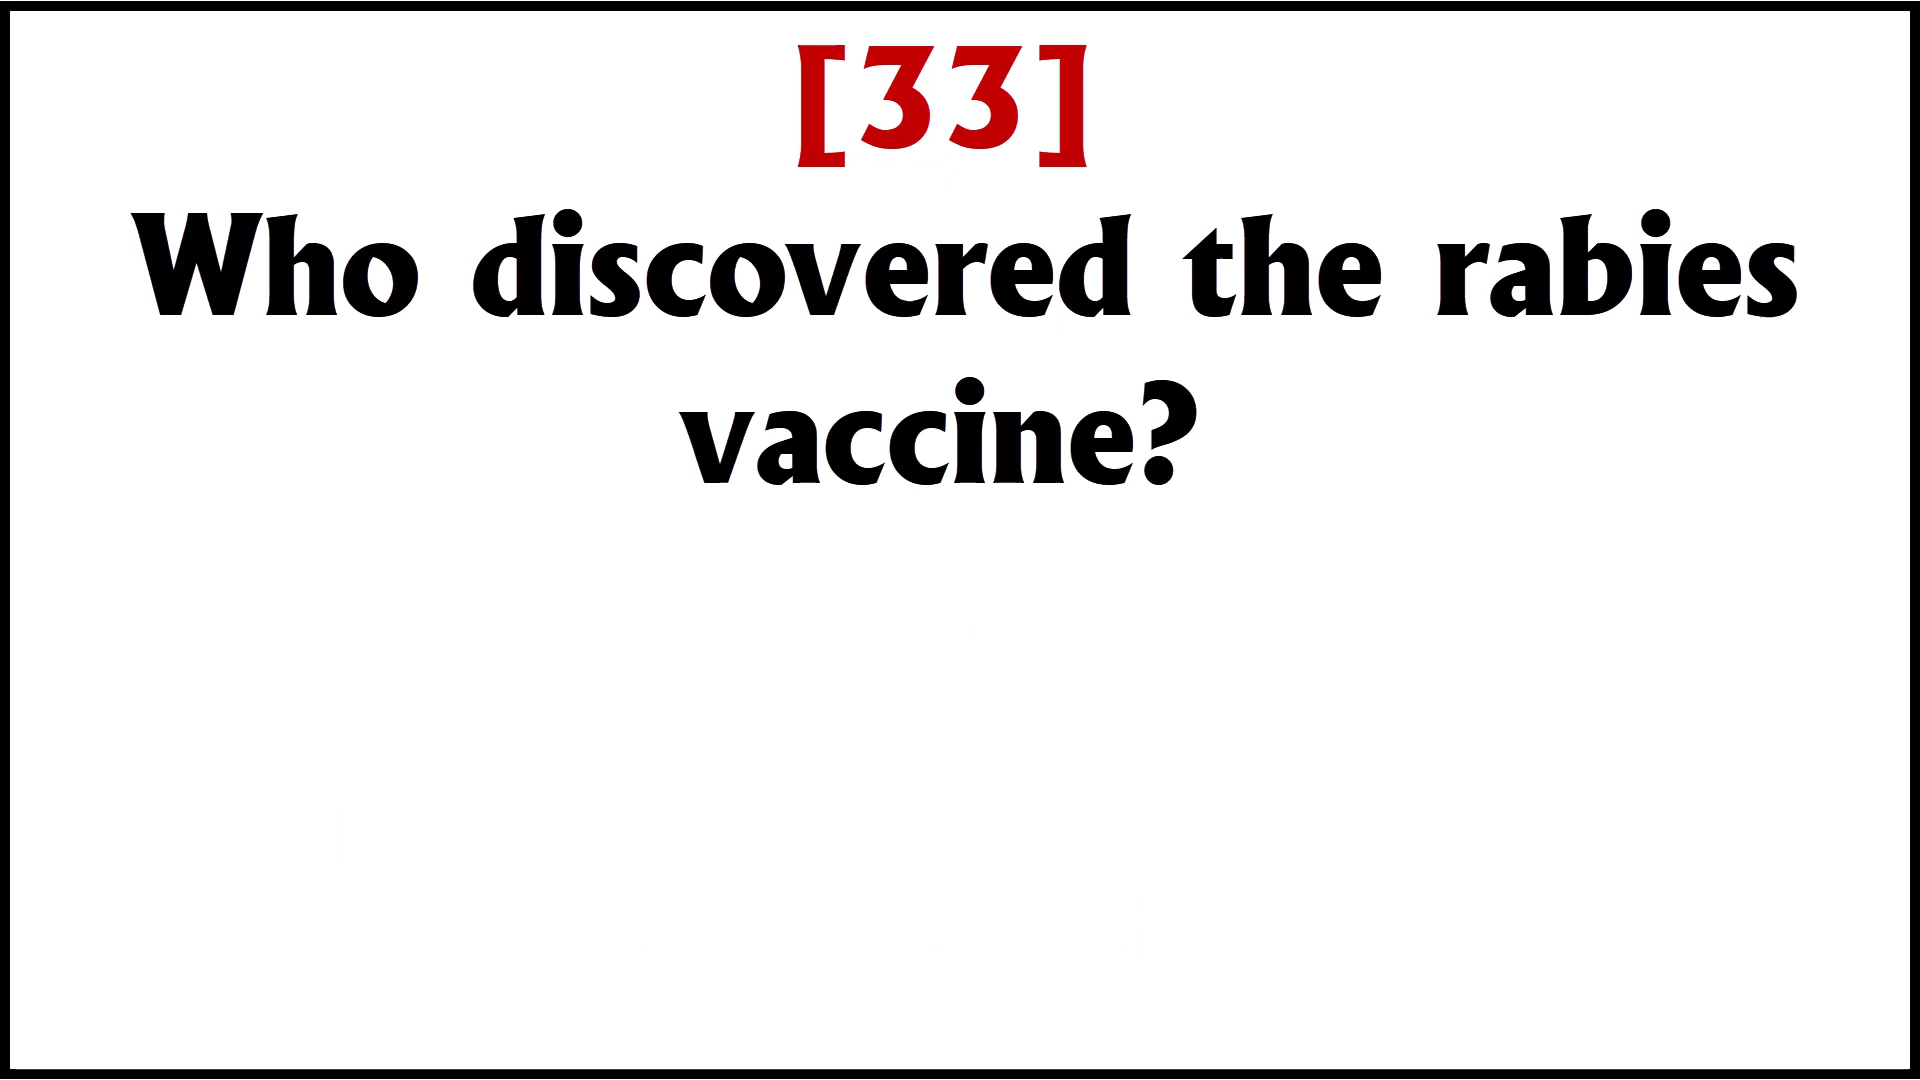 [33]
Who discovered the rabies
vaccine?